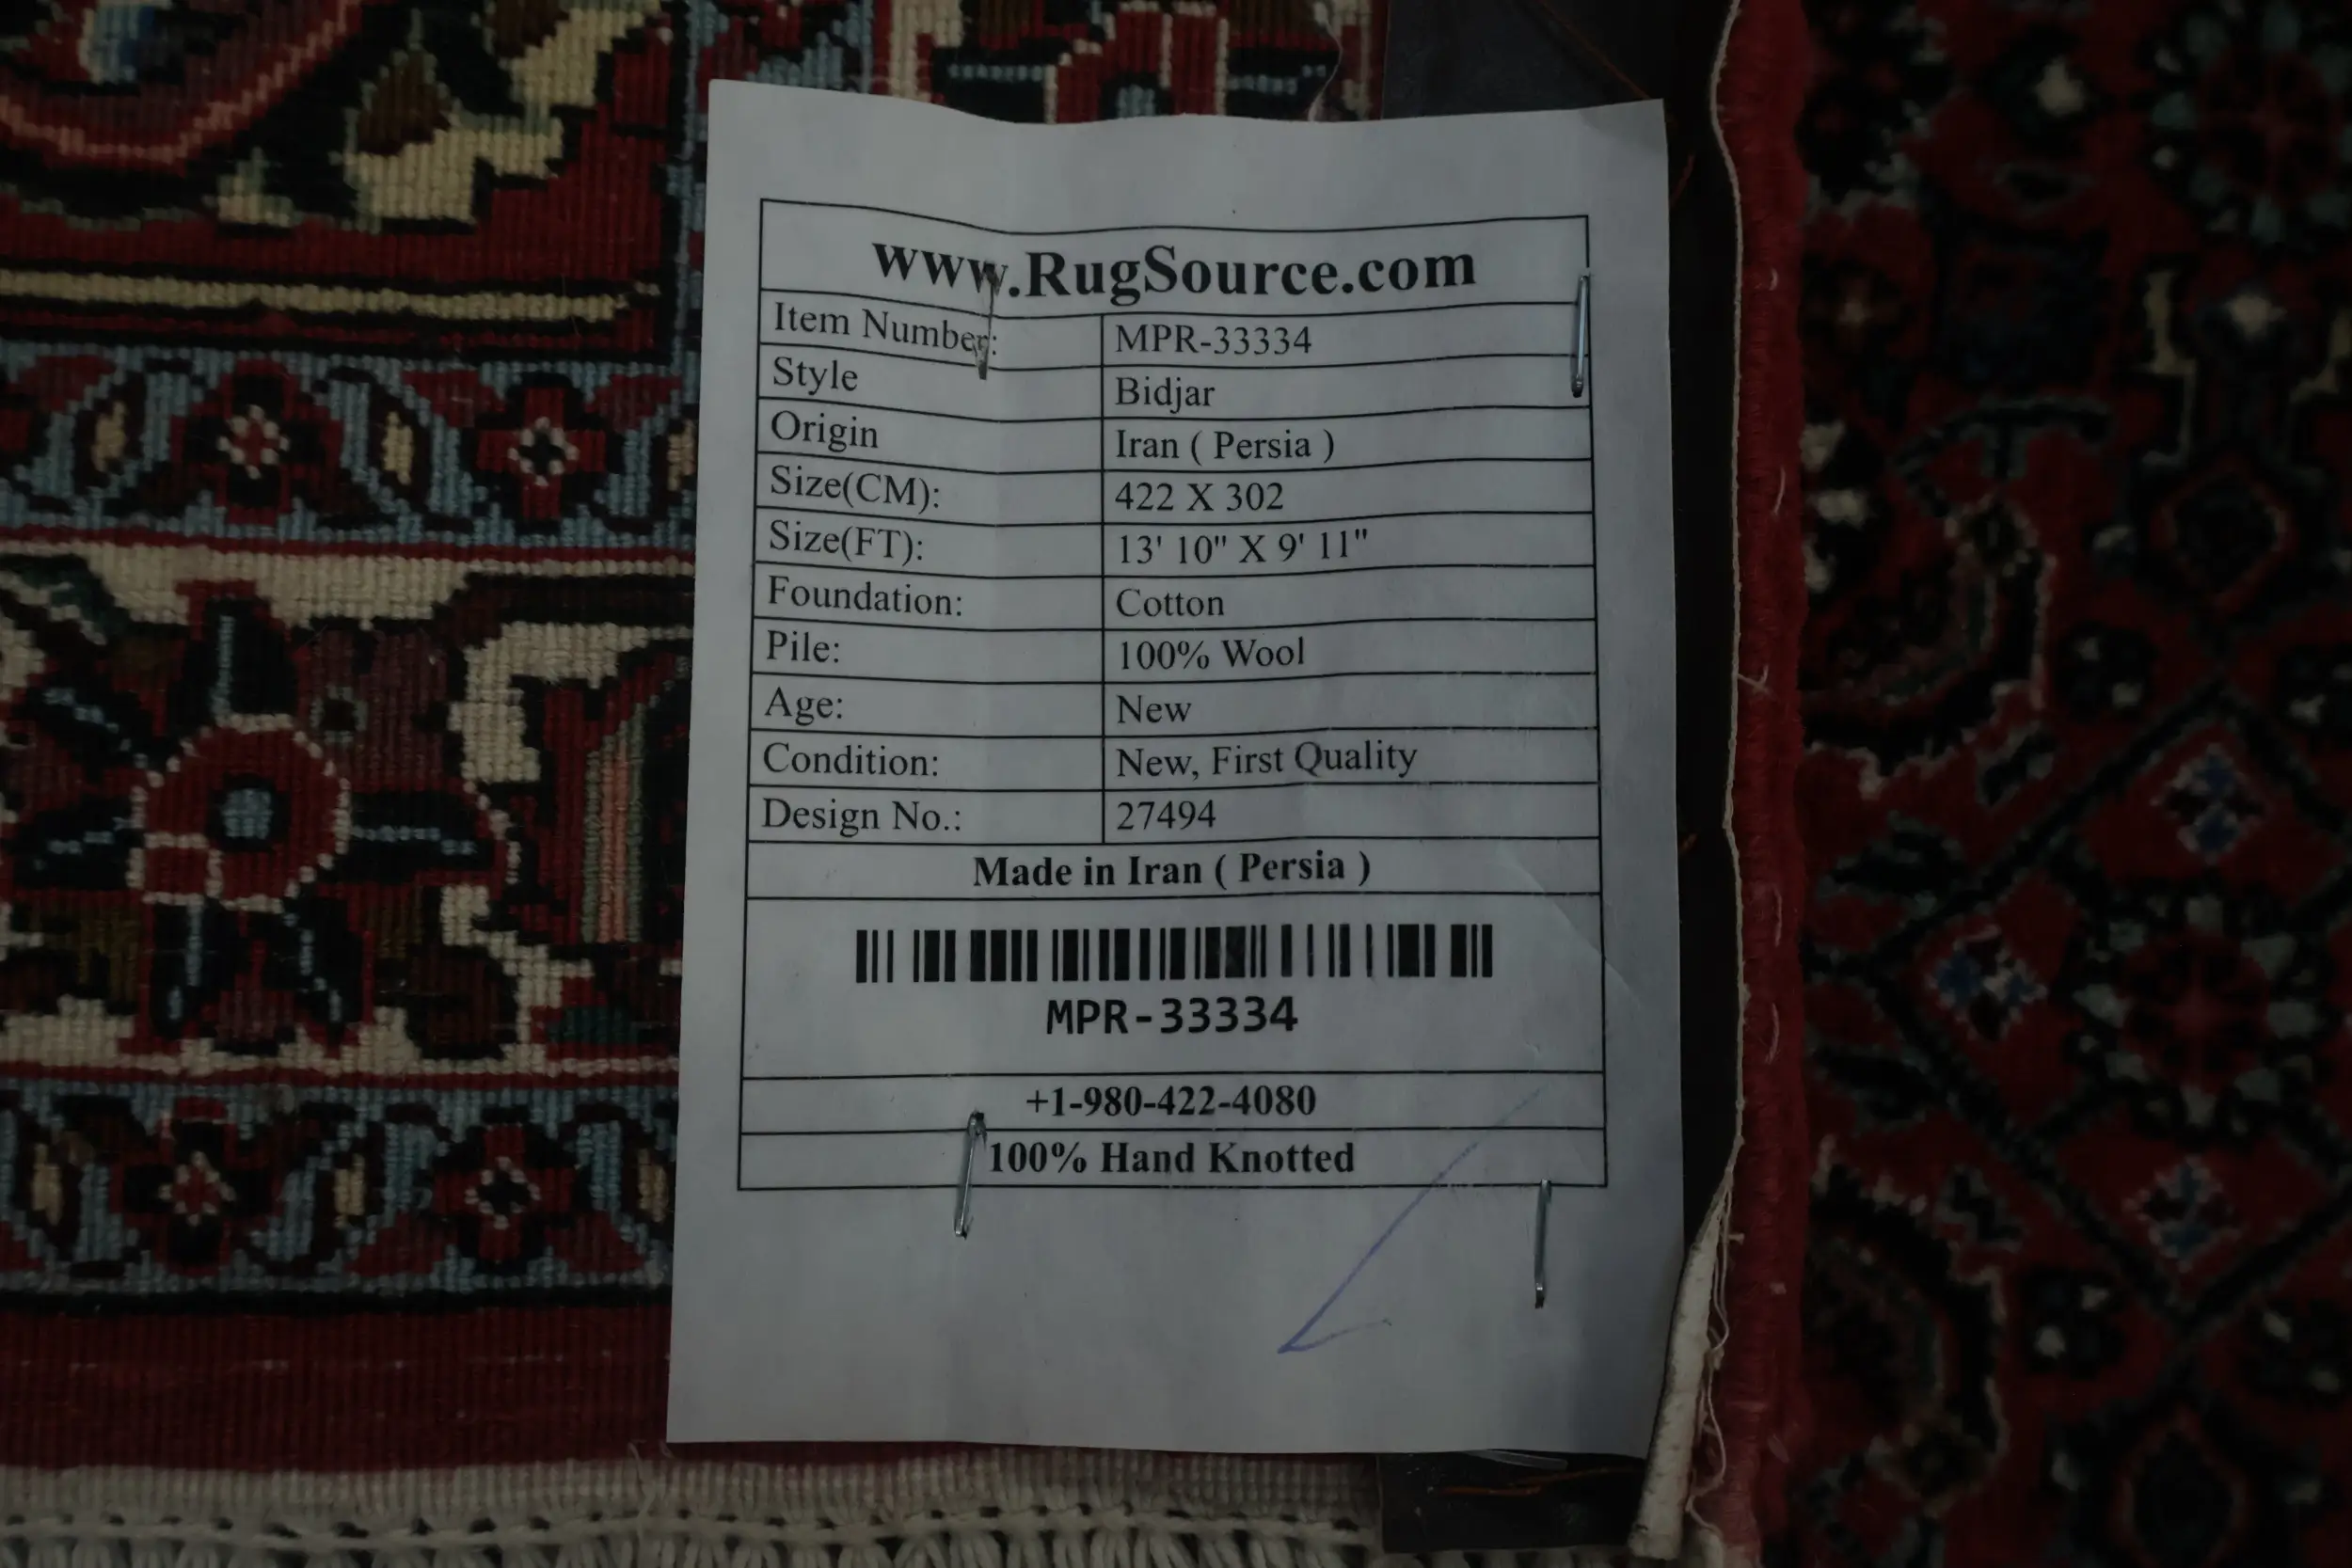 www.RugSource.com
Item Number: MPR-33334
Style Bidjar
Origin Iran ( Persia )
Size(CM): 422 X 302
Size(FT): 13' 10" X 9' 11"
Foundation: Cotton
Pile: 100% Wool
Age: New
Condition: New, First Quality
Design No.: 27494
Made in Iran ( Persia )
MPR-33334
+1-980-422-4080
100% Hand Knotted